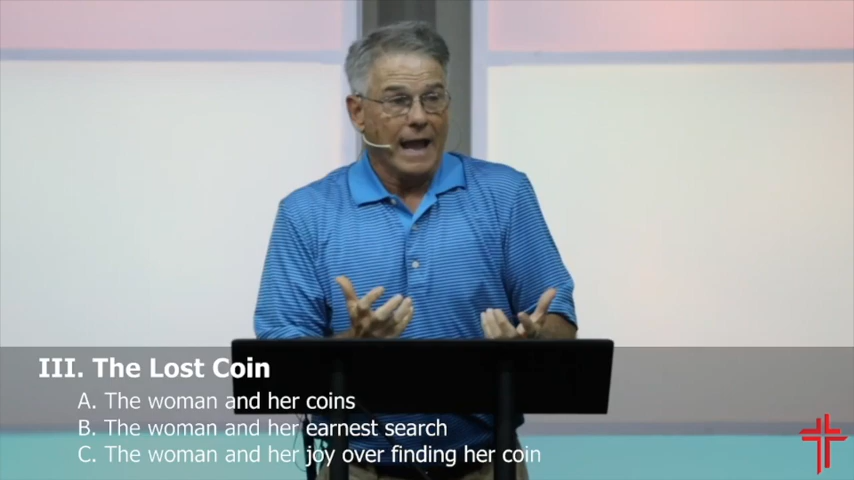 III. The Lost Coin
A. The woman and her coins
B. The woman and her earnest search
C. The woman and her joy over finding her coin